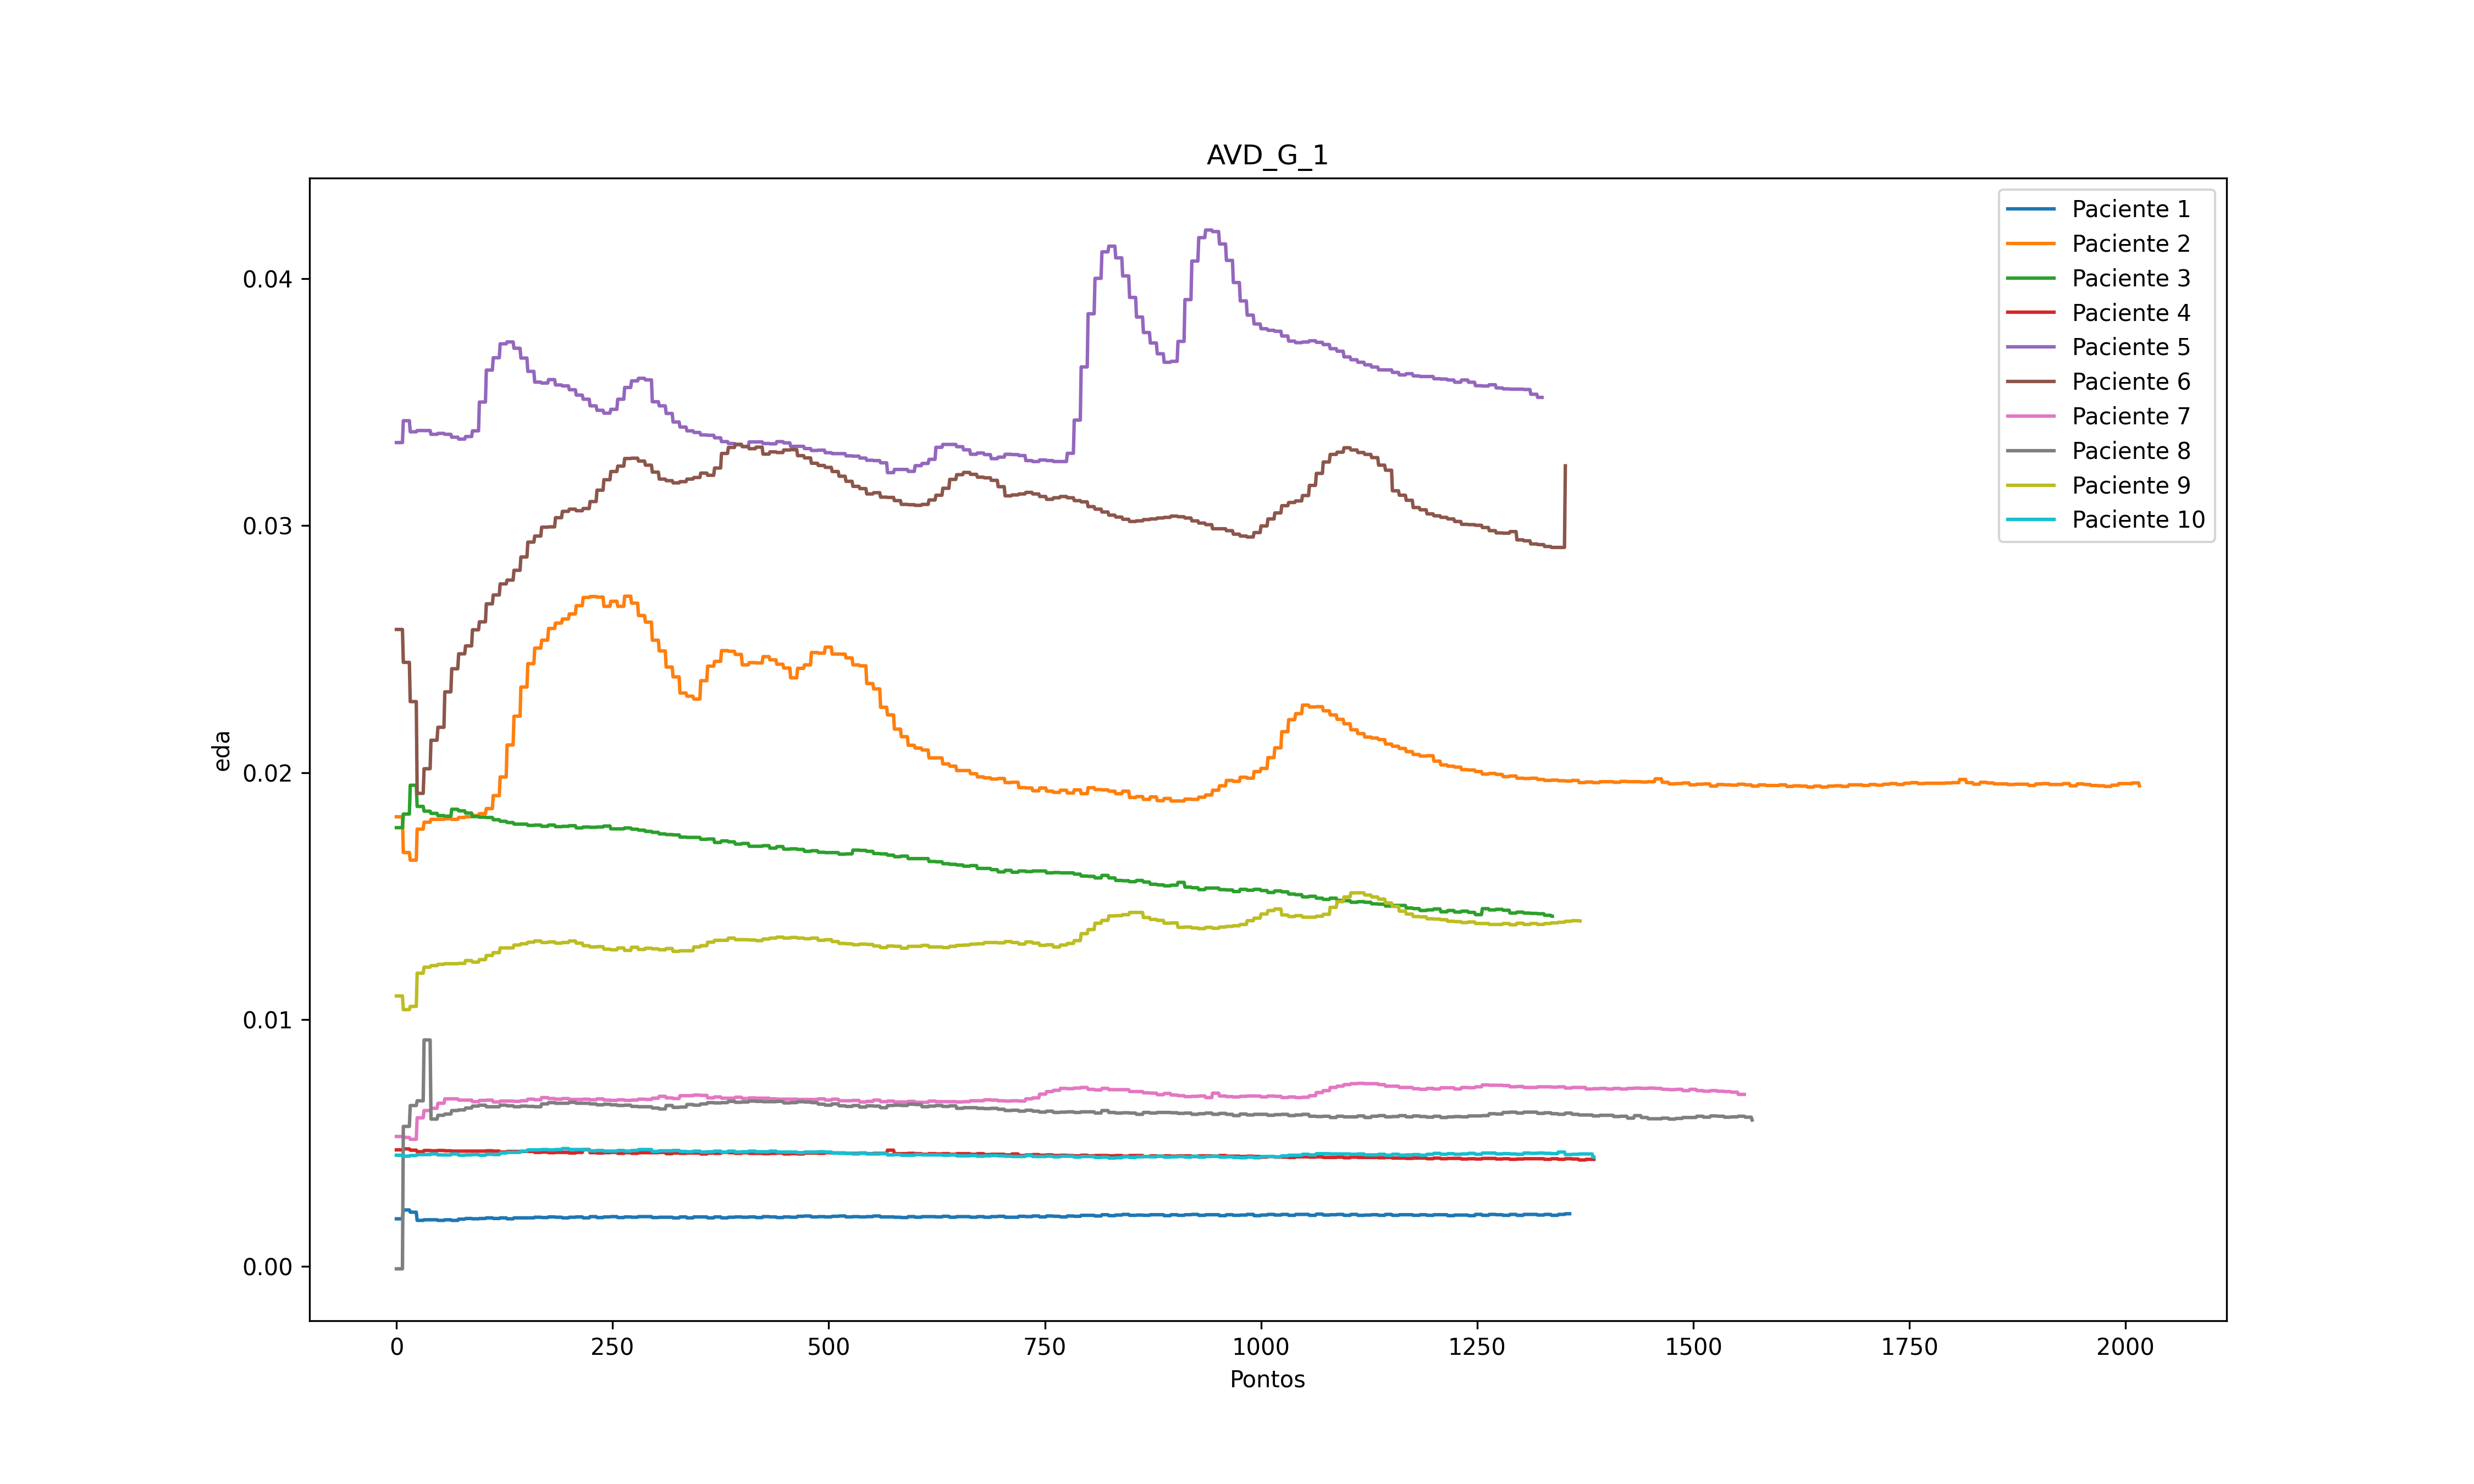 AVD_G_1
Paciente 1
Paciente 2
Paciente 3
Paciente 4
Paciente 5
Paciente 6
Paciente 7
Paciente 8
Paciente 9
Paciente 10
0.04
0.03
0.02
0.01
0.00
eda
0 250 500 750 1000 1250 1500 1750 2000
Pontos